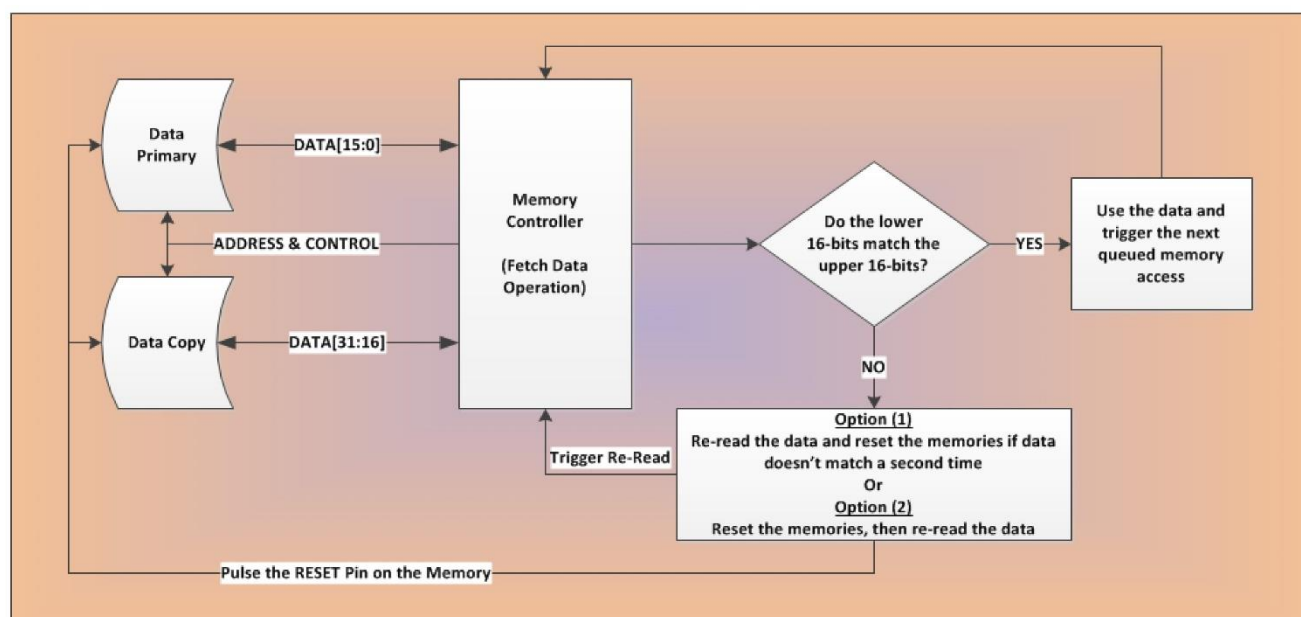 Data
Primary
DATA[15:0]
ADDRESS & CONTROL
Data Copy
DATA[31:16]
Memory
Controller
(Fetch Data
Operation)
Do the lower
16-bits match the
upper 16-bits?
YES
Use the data and
trigger the next
queued memory
access
NO
Option (1)
Re-read the data and reset the memories if data
doesn't match a second time
Or
Option (2)
Reset the memories, then re-read the data
Trigger Re-Read
Pulse the RESET Pin on the Memory